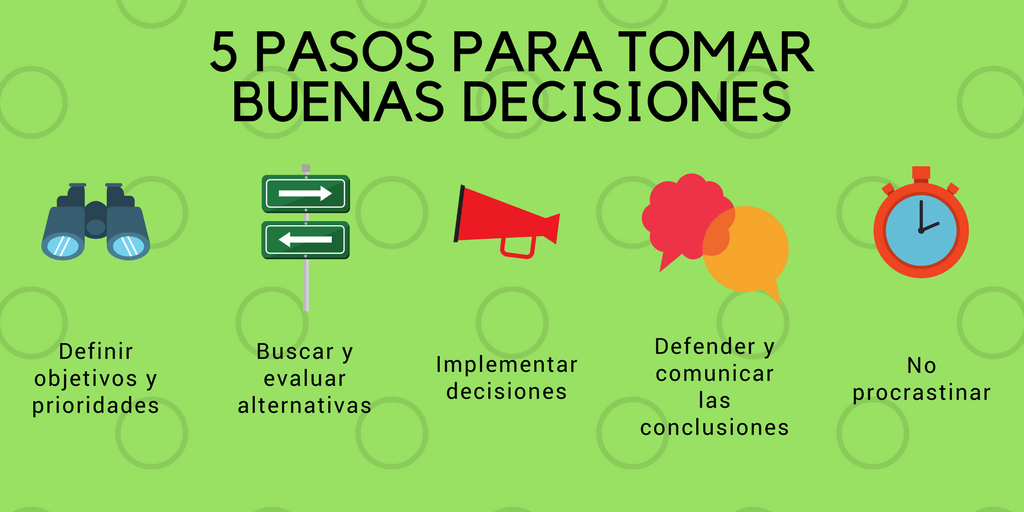 5 PASOS PARA TOMAR
BUENAS DECISIONES
Definir
objetivos y
prioridades
Buscar y
evaluar
alternativas
Implementar
decisiones
Defender y
comunicar
las
conclusiones
No
procrastinar